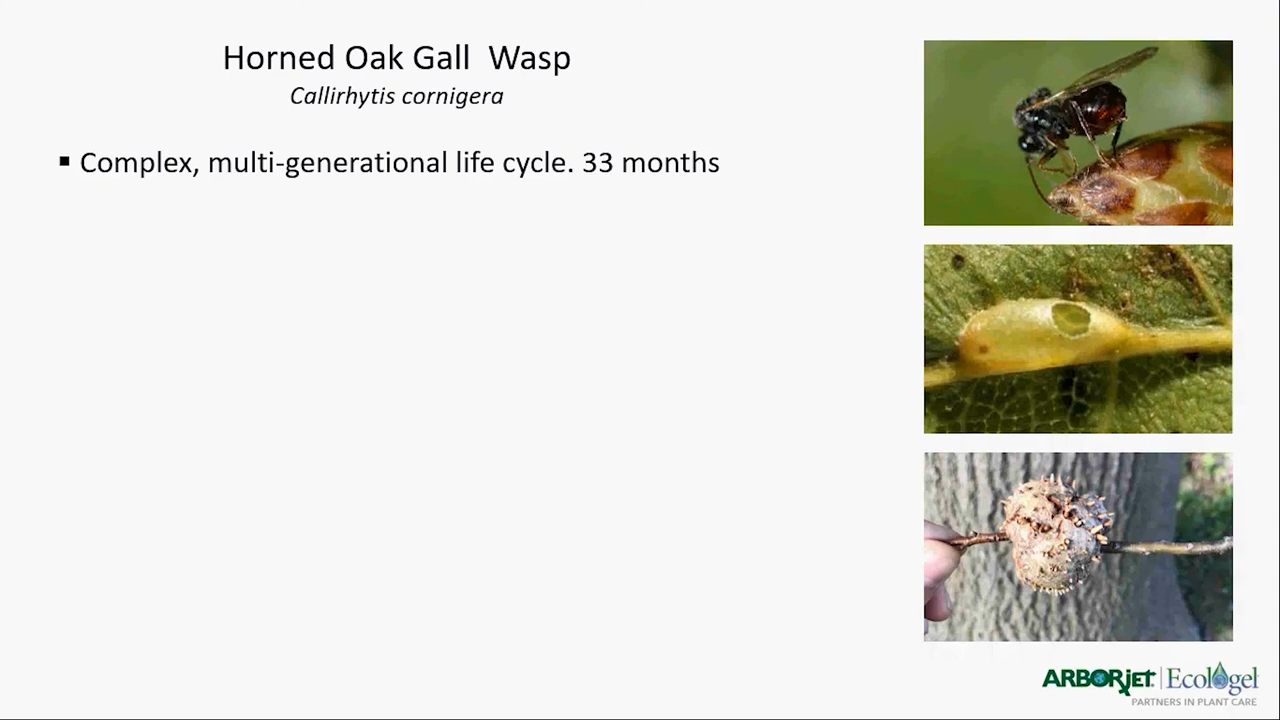 Horned Oak Gall Wasp
Callirhytis cornigera
▪ Complex, multi-generational life cycle. 33 months
ARBORjET | Ecologel
PARTNERS IN PLANT CARE